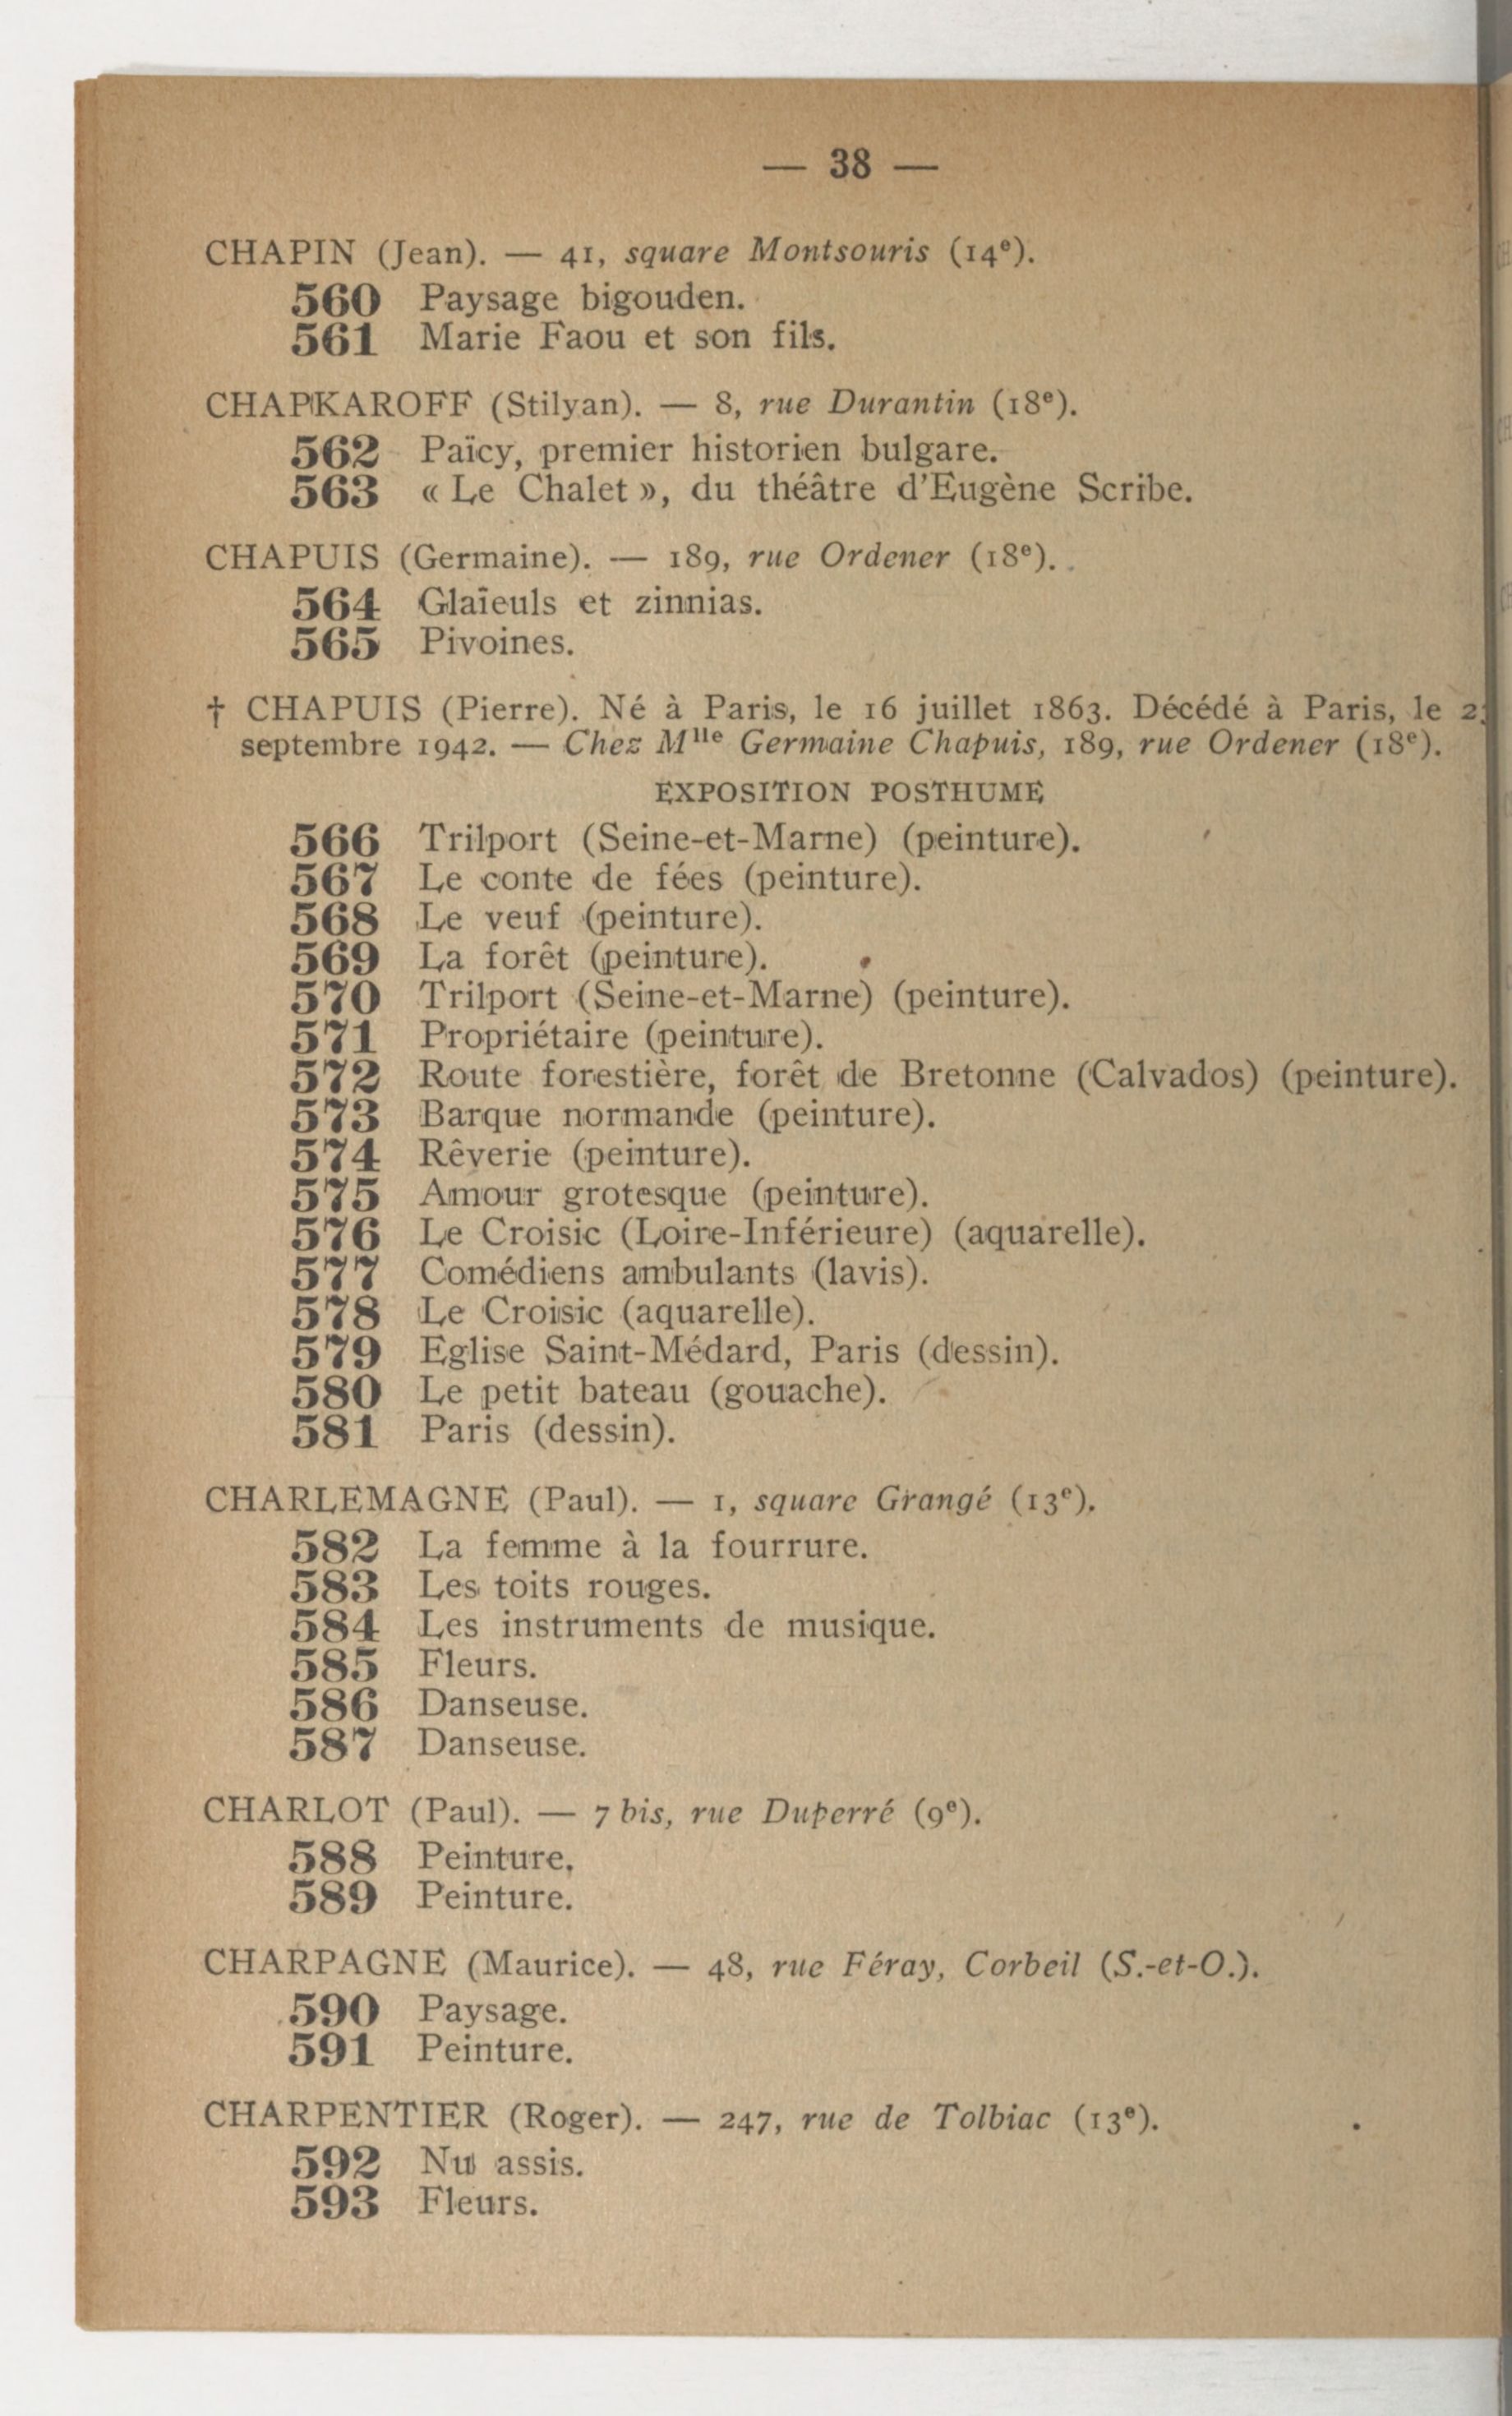 — 38 —
CHAPIN (Jean). — 41, square Montsouris (14e).
560 Paysage bigouden.
561 Marie Faou et son fils.
CHAPKAROFF (Stilyan). — 8, rue Durantin (18e).
562 Païcy, premier historien bulgare.
563 « Le Chalet », du théâtre d'Eugène Scribe.
CHAPUIS (Germaine). — 189, rue Ordener (18e).
564 Glaïeuls et zinnias.
565 Pivoines.
† CHAPUIS (Pierre). Né à Paris, le 16 juillet 1863. Décédé à Paris, le
septembre 1942. — Chez Mlle Germaine Chapuis, 189, rue Ordener (18e).
EXPOSITION POSTHUME
566 Trilport (Seine-et-Marne) (peinture).
567 Le conte de fées (peinture).
568 Le veuf (peinture).
569 La forêt (peinture).
570 Trilport (Seine-et-Marne) (peinture).
571 Propriétaire (peinture).
572 Route forestière, forêt de Bretonne (Calvados) (peinture).
573 Barque normande (peinture).
574 Rêverie (peinture).
575 Amour grotesque (peinture).
576 Le Croisic (Loire-Inférieure) (aquarelle).
577 Comédiens ambulants (lavis).
578 Le Croisic (aquarelle).
579 Eglise Saint-Médard, Paris (dessin).
580 Le petit bateau (gouache).
581 Paris (dessin).
CHARLEMAGNE (Paul). — 1, square Grangé (13e).
582 La femme à la fourrure.
583 Les toits rouges.
584 Les instruments de musique.
585 Fleurs.
586 Danseuse.
587 Danseuse.
CHARLOT (Paul). — 7 bis, rue Duperré (9e).
588 Peinture.
589 Peinture.
CHARPAGNE (Maurice). — 48, rue Féray, Corbeil (S.-et-O.).
590 Paysage.
591 Peinture.
CHARPENTIER (Roger). — 247, rue de Tolbiac (13e).
592 Nu assis.
593 Fleurs.